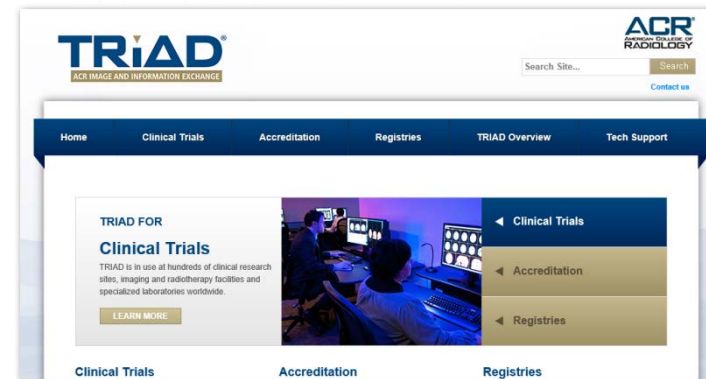 TRiAD®
ACR IMAGE AND INFORMATION EXCHANGE
ACR®
AMERICAN COLLEGE OF
RADIOLOGY
Search Site... Search
Contact us
Home Clinical Trials Accreditation Registries TRIAD Overview Tech Support
TRIAD FOR
Clinical Trials
TRIAD is in use at hundreds of clinical research
sites, imaging and radiotherapy facilities and
specialized laboratories worldwide.
LEARN MORE
Clinical Trials
Accreditation
Registries
Clinical Trials Accreditation Registries